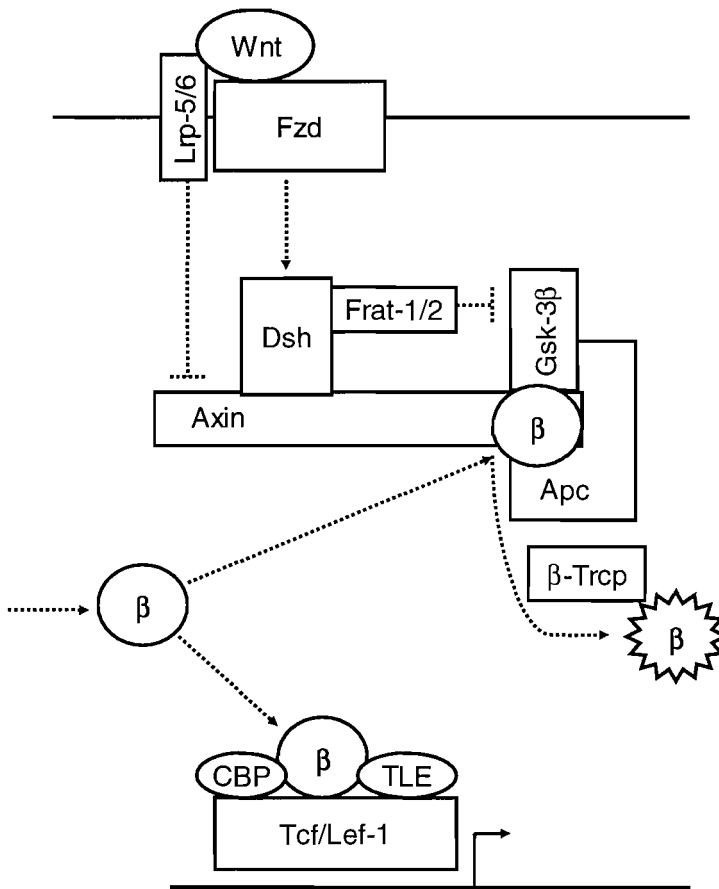 Wnt
Lrp-5/6
Fzd
Dsh
Frat-1/2
Gsk-3β
Axin
β
Apc
β-Trcp
β
β
β
CBP
TLE
Tcf/Lef-1